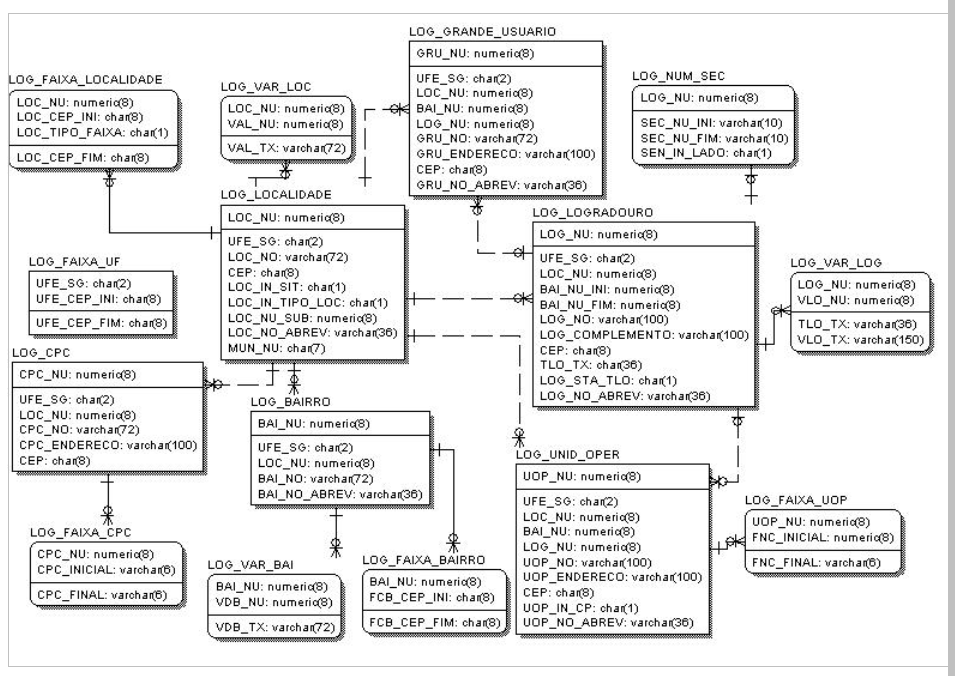 LOG_GRANDE_USUARIO
GRU_NU: numeric(8)
UFE_SG: char(2)
LOC_NU: numeric(8)
BAI_NU: numeric(8)
LOG_NU: numeric(8)
GRU_NO: varchar(72)
GRU_ENDERECO: varchar(100)
CEP: char(8)
GRU_NO_ABREV: varchar(36)
LOG_FAIXA_LOCALIDADE
LOC_NU: numeric(8)
LOC_CEP_INI: char(8)
LOC_TIPO_FAIXA: char(1)
LOC_CEP_FIM: char(8)
LOG_VAR_LOC
LOC_NU: numeric(8)
VAL_NU: numeric(8)
VAL_TX: varchar(72)
LOG_NUM_SEC
LOG_NU: numeric(8)
SEC_NU_INI: varchar(10)
SEC_NU_FIM: varchar(10)
SEN_IN_LADO: char(1)
LOG_LOCALIDADE
LOC_NU: numeric(8)
UFE_SG: char(2)
LOC_NO: varchar(72)
CEP: char(8)
LOC_IN_SIT: char(1)
LOC_IN_TIPO_LOC: char(1)
LOC_NU_SUB: numeric(8)
LOC_NO_ABREV: varchar(36)
MUN_NU: char(7)
LOG_LOGRADOURO
LOG_NU: numeric(8)
UFE_SG: char(2)
LOC_NU: numeric(8)
BAI_NU_INI: numeric(8)
BAI_NU_FIM: numeric(8)
LOG_NO: varchar(100)
LOG_COMPLEMENTO: varchar(100)
CEP: char(8)
TLO_TX: char(36)
LOG_STA_TLO: char(1)
LOG_NO_ABREV: varchar(36)
LOG_FAIXA_UF
UFE_SG: char(2)
UFE_CEP_INI: char(8)
UFE_CEP_FIM: char(8)
LOG_VAR_LOG
LOG_NU: numeric(8)
VLO_NU: numeric(8)
TLO_TX: varchar(36)
VLO_TX: varchar(150)
LOG_CPC
CPC_NU: numeric(8)
UFE_SG: char(2)
LOC_NU: numeric(8)
CPC_NO: varchar(72)
CPC_ENDERECO: varchar(100)
CEP: char(8)
LOG_BAIRRO
BAI_NU: numeric(8)
UFE_SG: char(2)
LOC_NU: numeric(8)
BAI_NO: varchar(72)
BAI_NO_ABREV: varchar(36)
LOG_UNID_OPER
UOP_NU: numeric(8)
UFE_SG: char(2)
LOC_NU: numeric(8)
BAI_NU: numeric(8)
LOG_NU: numeric(8)
UOP_NO: varchar(100)
UOP_ENDERECO: varchar(100)
CEP: char(8)
UOP_IN_CP: char(1)
UOP_NO_ABREV: varchar(36)
LOG_FAIXA_UOP
UOP_NU: numeric(8)
FNC_INICIAL: numeric(8)
FNC_FINAL: varchar(6)
LOG_FAIXA_CPC
CPC_NU: numeric(8)
CPC_INICIAL: varchar(6)
CPC_FINAL: varchar(6)
LOG_VAR_BAI
BAI_NU: numeric(8)
VDB_NU: numeric(8)
VDB_TX: varchar(72)
LOG_FAIXA_BAIRRO
BAI_NU: numeric(8)
FCB_CEP_INI: char(8)
FCB_CEP_FIM: char(8)